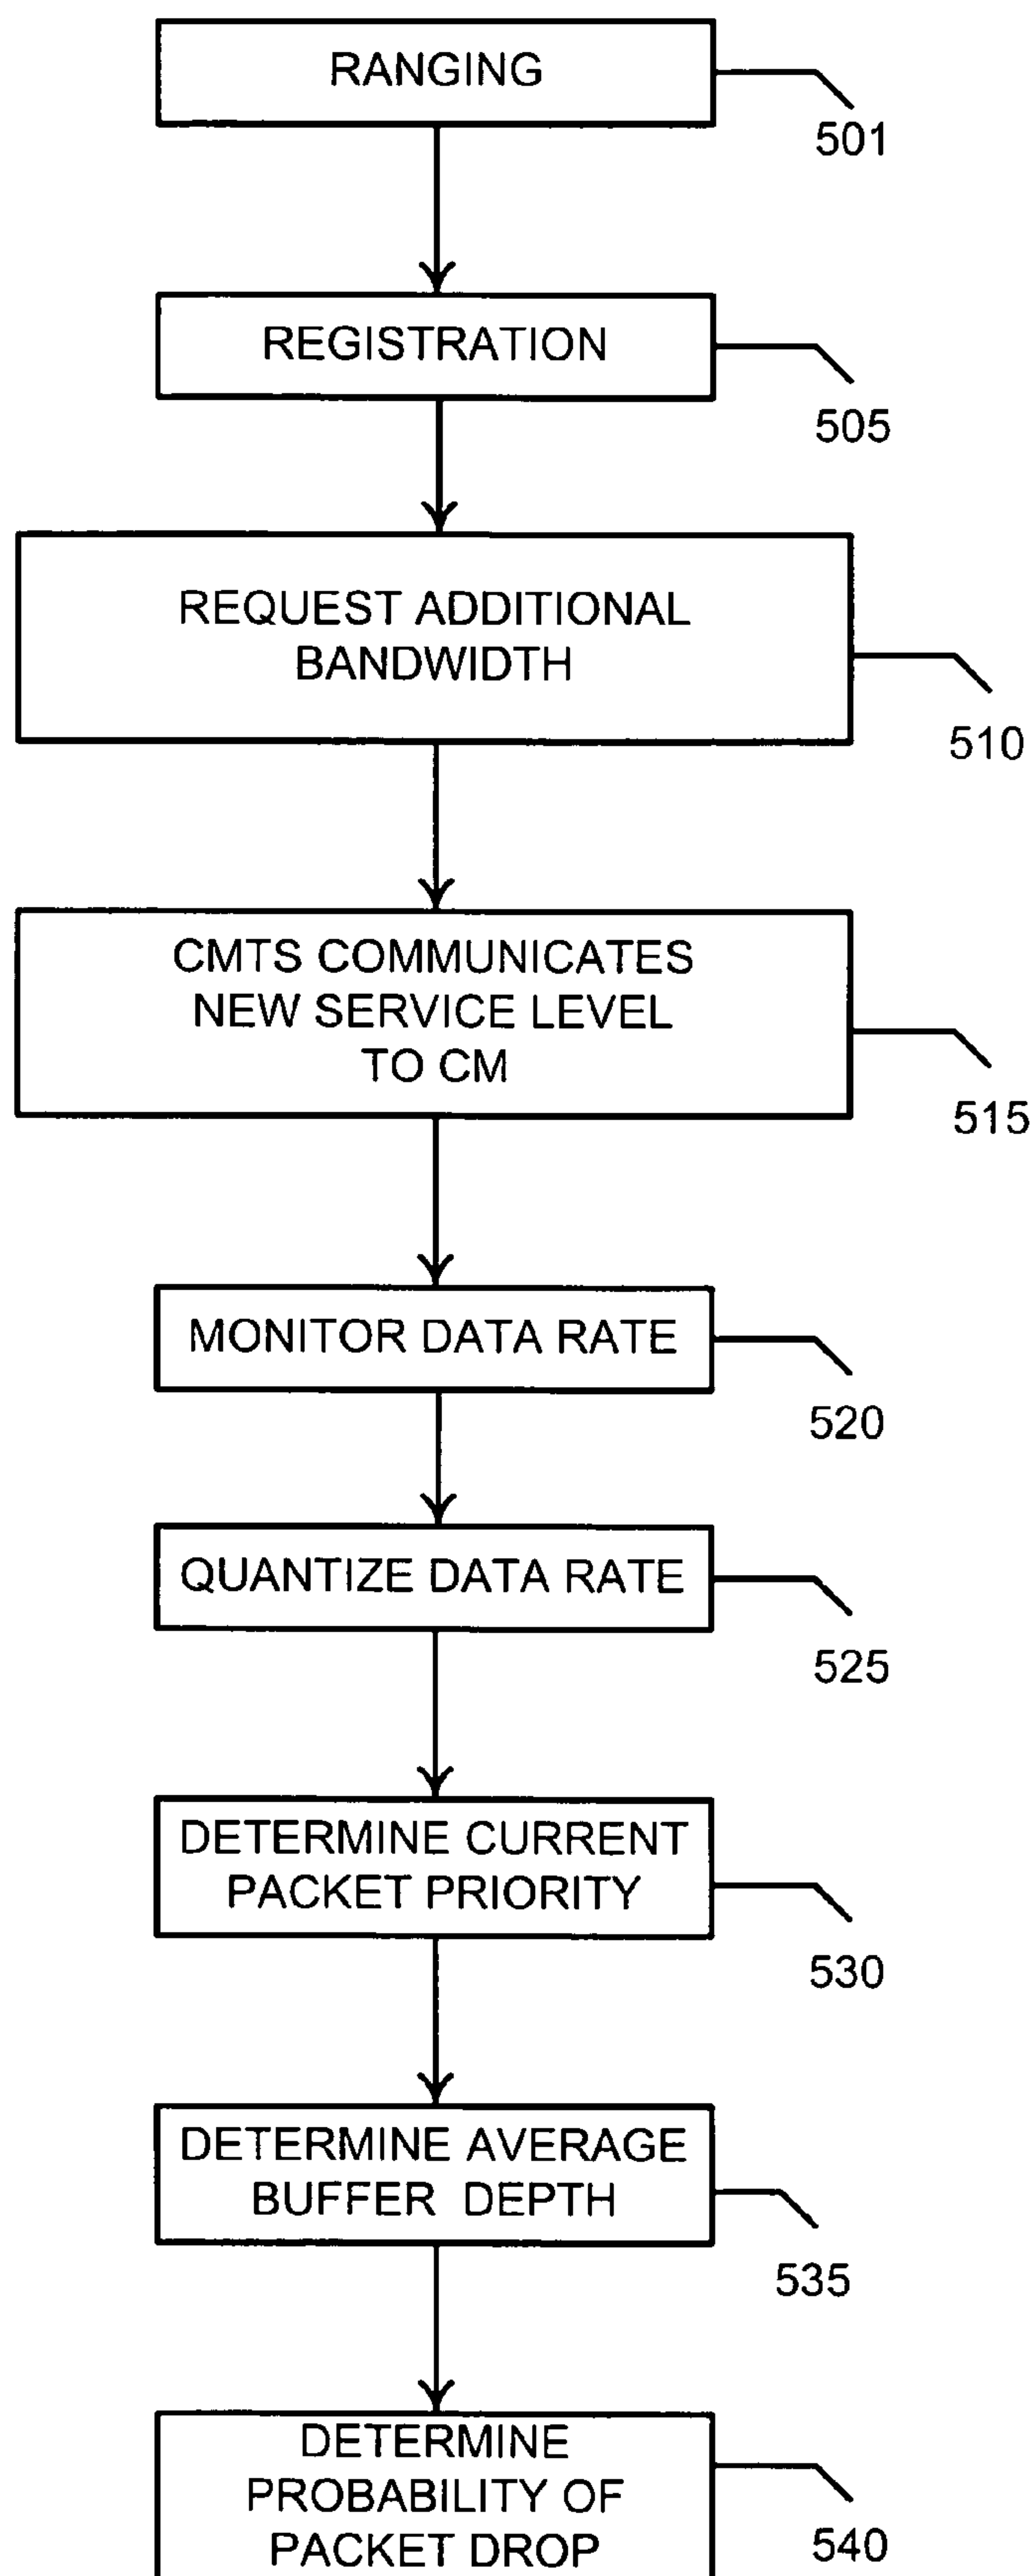 RANGING
501
REGISTRATION
505
REQUEST ADDITIONAL
BANDWIDTH
510
CMTS COMMUNICATES
NEW SERVICE LEVEL
TO CM
515
MONITOR DATA RATE
520
QUANTIZE DATA RATE
525
DETERMINE CURRENT
PACKET PRIORITY
530
DETERMINE AVERAGE
BUFFER DEPTH
535
DETERMINE
PROBABILITY OF
PACKET DROP
540